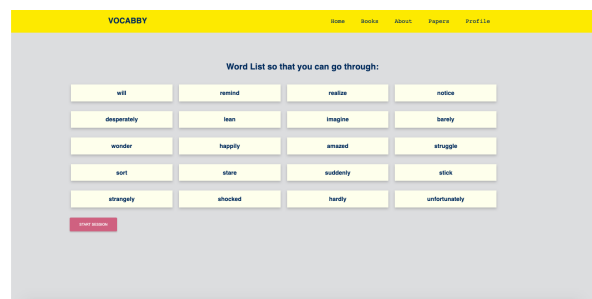 VOCABBY Home Books About Papers Profile
Word List so that you can go through:
will remind realize notice
desperately lean imagine barely
wonder happily amazed struggle
sort stare suddenly stick
strangely shocked hardly unfortunately
START SESSION